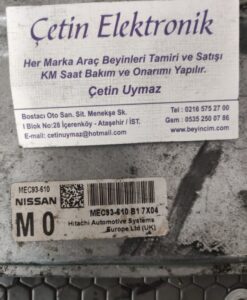 Çetin Elektronik
Her Marka Araç Beyinleri Tamiri ve Satışı
KM Saat Bakım ve Onarımı Yapılır.
Çetin Uymaz
Bostacı Oto San. Sit. Menekşe Sk.
I Blok No:28 İçerenköy - Ataşehir / İST.
E-mail: cetinuymaz@hotmail.com
Tel : 0216 575 27 00
Gsm : 0535 250 07 86
www.beyincim.com
MEC93-610
NISSAN
M 0
MEC93-610 B1 7X04
Hitachi Automotive Systems
Europe Ltd (UK)